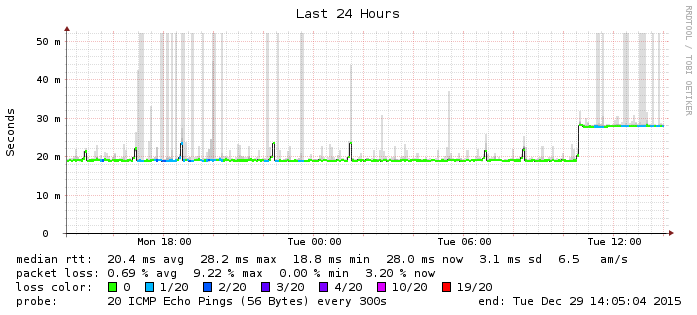 Last 24 Hours
RRDTOOL / TOBI OETIKER
Seconds
50 m
40 m
30 m
20 m
10 m
0
Mon 18:00 Tue 00:00 Tue 06:00 Tue 12:00
median rtt: 20.4 ms avg 28.2 ms max 18.8 ms min 28.0 ms now 3.1 ms sd 6.5 am/s
packet loss: 0.69 % avg 9.22 % max 0.00 % min 3.20 % now
loss color: 0 1/20 2/20 3/20 4/20 10/20 19/20
probe: 20 ICMP Echo Pings (56 Bytes) every 300s end: Tue Dec 29 14:05:04 2015